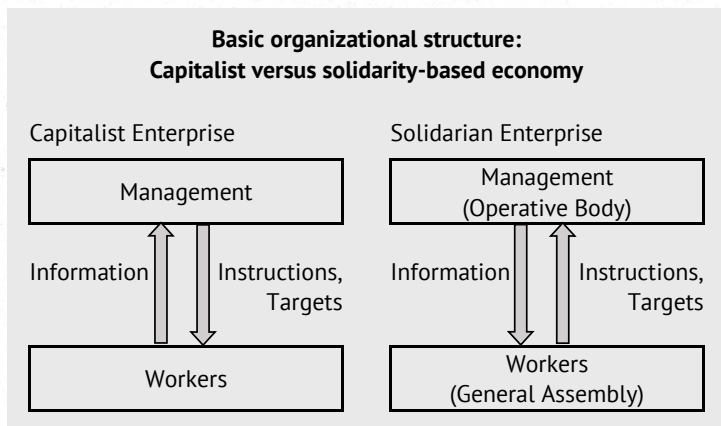 Basic organizational structure:
Capitalist versus solidarity-based economy
Capitalist Enterprise
Management
Information
Instructions,
Targets
Workers
Solidarian Enterprise
Management
(Operative Body)
Information
Instructions,
Targets
Workers
(General Assembly)